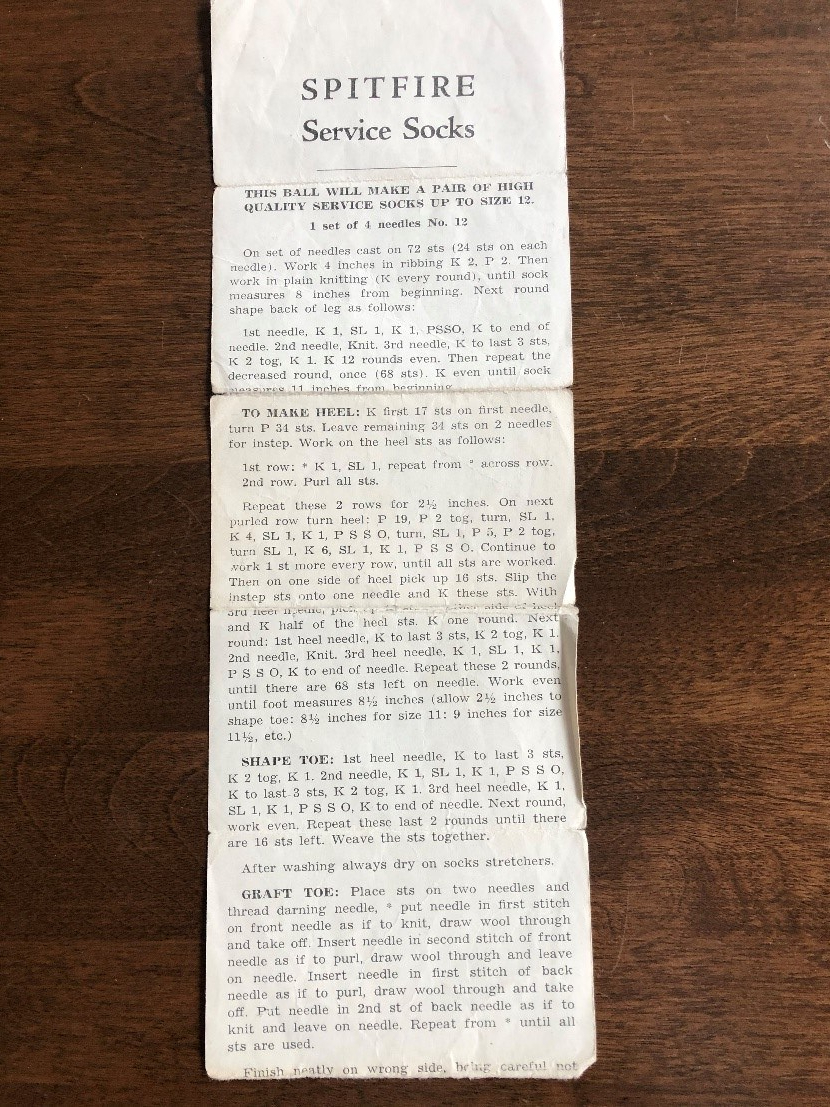 SPITFIRE
Service Socks
THIS BALL WILL MAKE A PAIR OF HIGH
QUALITY SERVICE SOCKS UP TO SIZE 12.
1 set of 4 needles No. 12
On set of needles cast on 72 sts (24 sts on each
needle). Work 4 inches in ribbing K 2, P 2. Then
work in plain knitting (K every round), until sock
measures 8 inches from beginning. Next round
shape back of leg as follows:
1st needle, K 1, SL 1, K 1, PSSO, K to end of
needle. 2nd needle, Knit. 3rd needle, K to last 3 sts,
K 2 tog, K 1. K 12 rounds even. Then repeat the
decreased round, once (68 sts). K even until sock
measures 11 inches from beginning
TO MAKE HEEL: K first 17 sts on first needle,
turn P 34 sts. Leave remaining 34 sts on 2 needles
for instep. Work on the heel sts as follows:
1st row: * K 1, SL 1, repeat from * across row.
2nd row. Purl all sts.
Repeat these 2 rows for 2½ inches. On next
purled row turn heel: P 19, P 2 tog, turn, SL 1,
K 4, SL 1, K 1, P S S O, turn, SL 1, P 5, P 2 tog,
turn SL 1, K 6, SL 1, K 1, P S S O. Continue to
work 1 st more every row, until all sts are worked.
Then on one side of heel pick up 16 sts. Slip the
instep sts onto one needle and K these sts. With
3rd heel needle, pick up side of heel
and K half of the heel sts. K one round. Next
round: 1st heel needle, K to last 3 sts, K 2 tog, K 1.
2nd needle, Knit. 3rd heel needle, K 1, SL 1, K 1,
P S S O, K to end of needle. Repeat these 2 rounds,
until there are 68 sts left on needle. Work even
until foot measures 8½ inches (allow 2½ inches to
shape toe: 8½ inches for size 11: 9 inches for size
11½, etc.)
SHAPE TOE: 1st heel needle, K to last 3 sts,
K 2 tog, K 1. 2nd needle, K 1, SL 1, K 1, P S S O,
K to last 3 sts, K 2 tog, K 1. 3rd heel needle, K 1,
SL 1, K 1, P S S O, K to end of needle. Next round,
work even. Repeat these last 2 rounds until there
are 16 sts left. Weave the sts together.
After washing always dry on socks stretchers.
GRAFT TOE: Place sts on two needles and
thread darning needle, * put needle in first stitch
on front needle as if to knit, draw wool through
and take off. Insert needle in second stitch of front
needle as if to purl, draw wool through and leave
on needle. Insert needle in first stitch of back
needle as if to purl, draw wool through and take
off. Put needle in 2nd st of back needle as if to
knit and leave on needle. Repeat from * until all
sts are used.
Finish neatly on wrong side, being careful not